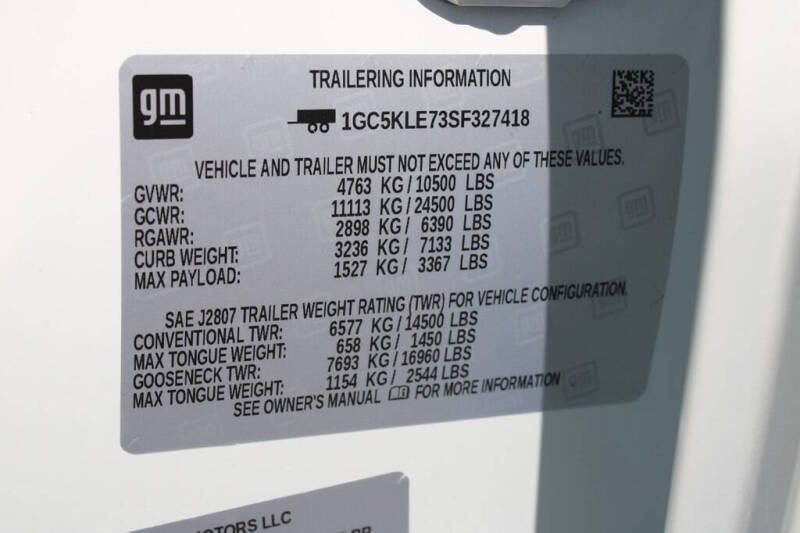 gm
TRAILERING INFORMATION
1GC5KLE73SF327418
VEHICLE AND TRAILER MUST NOT EXCEED ANY OF THESE VALUES.
GVWR: 4763 KG / 10500 LBS
GCWR: 11113 KG / 24500 LBS
RGAWR: 2898 KG / 6390 LBS
CURB WEIGHT: 3236 KG / 7133 LBS
MAX PAYLOAD: 1527 KG / 3367 LBS
SAE J2807 TRAILER WEIGHT RATING (TWR) FOR VEHICLE CONFIGURATION.
CONVENTIONAL TWR: 6577 KG / 14500 LBS
MAX TONGUE WEIGHT: 658 KG / 1450 LBS
GOOSENECK TWR: 7693 KG / 16960 LBS
MAX TONGUE WEIGHT: 1154 KG / 2544 LBS
SEE OWNER'S MANUAL FOR MORE INFORMATION
MOTORS LLC